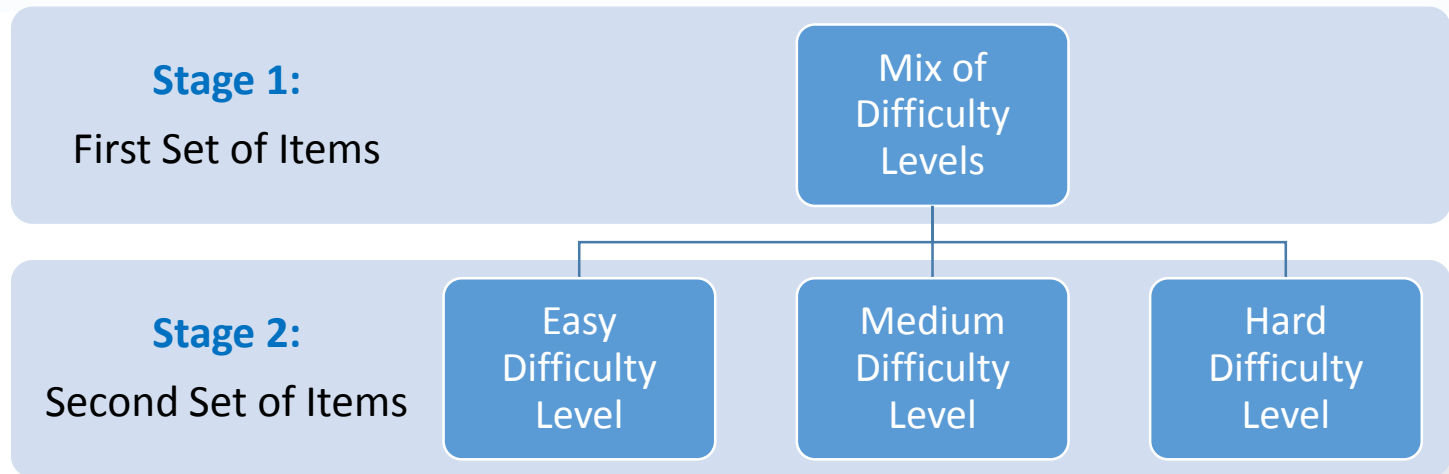 Stage 1:
First Set of Items
Mix of
Difficulty
Levels
Stage 2:
Second Set of Items
Easy
Difficulty
Level
Medium
Difficulty
Level
Hard
Difficulty
Level